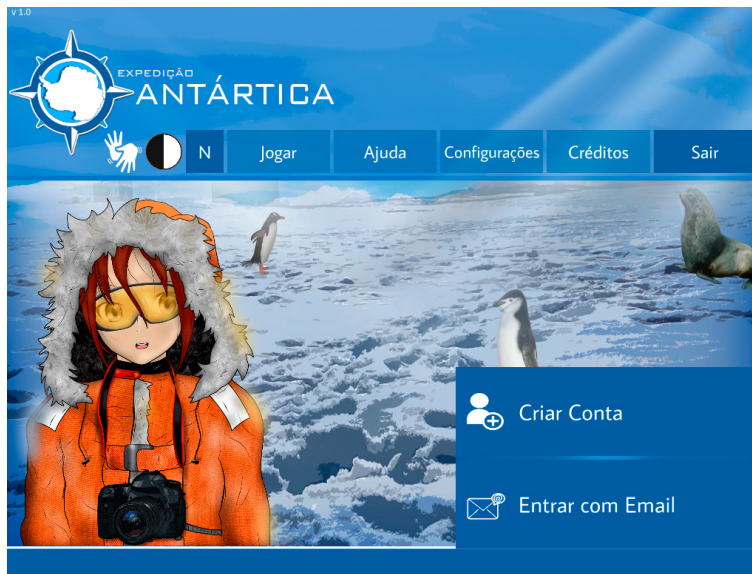 v 1.0
EXPEDIÇÃO
ANTÁRTICA
N Jogar Ajuda Configurações Créditos Sair
Criar Conta
@
Entrar com Email